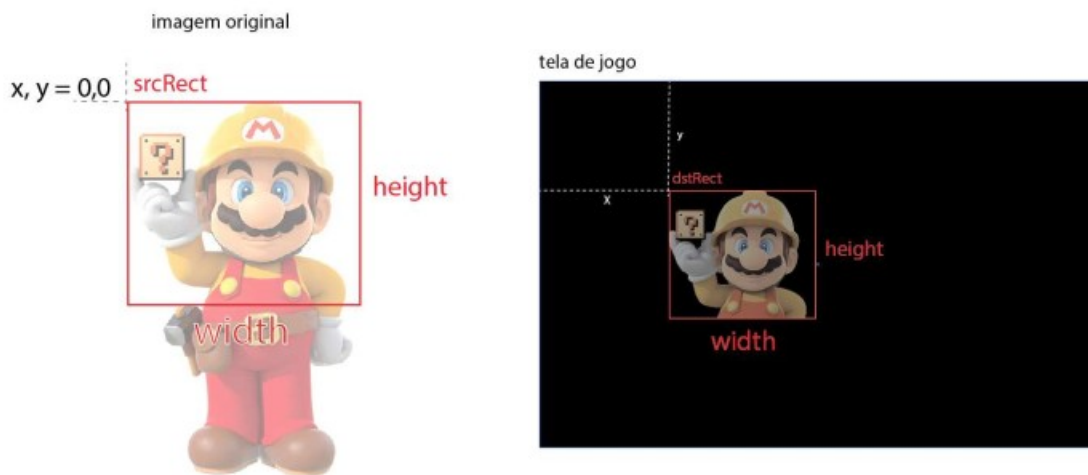 imagem original
srcRect
x, y = 0,0
M
?
height
width
tela de jogo
y
x
dstRect
M
?
height
width